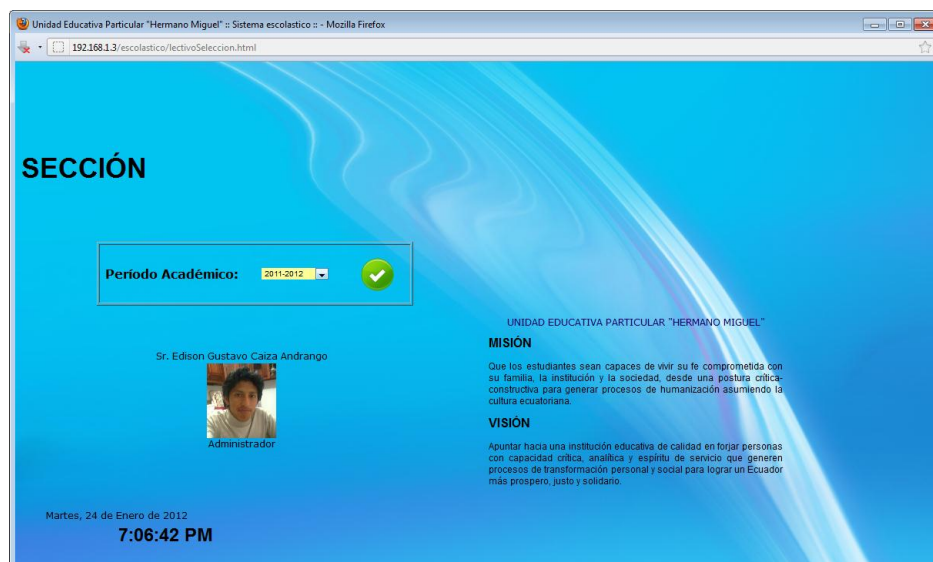 Unidad Educativa Particular "Hermano Miguel" :: Sistema escolastico :: - Mozilla Firefox
192.168.1.3/escolastico/lectivoSeleccion.html
SECCIÓN
Período Académico: 2011-2012
Sr. Edison Gustavo Caiza Andrango
Administrador
Martes, 24 de Enero de 2012
7:06:42 PM
UNIDAD EDUCATIVA PARTICULAR "HERMANO MIGUEL"
MISIÓN
Que los estudiantes sean capaces de vivir su fe comprometida con
su familia, la institución y la sociedad, desde una postura crítica-
constructiva para generar procesos de humanización asumiendo la
cultura ecuatoriana.
VISIÓN
Apuntar hacia una institución educativa de calidad en forjar personas
con capacidad crítica, analítica y espíritu de servicio que generen
procesos de transformación personal y social para lograr un Ecuador
más prospero, justo y solidario.